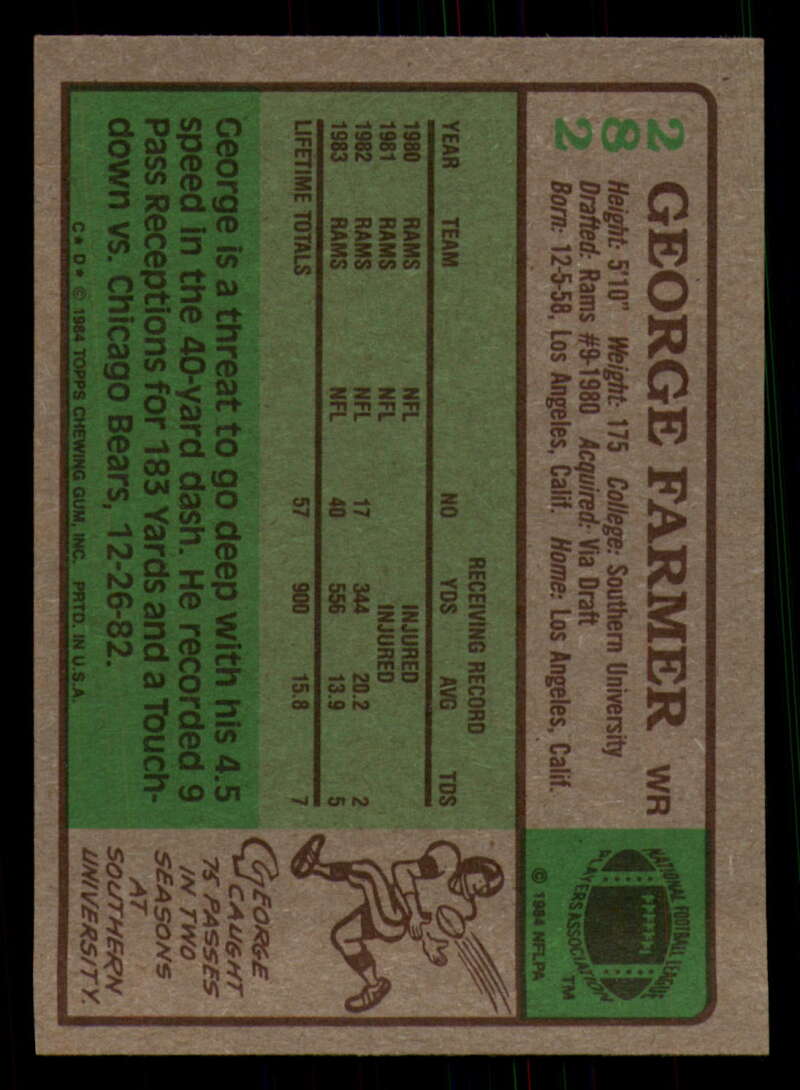 282
GEORGE FARMER WR
Height: 5'10" Weight: 175 College: Southern University
Drafted: Rams #9-1980 Acquired: Via Draft
Born: 12-5-58, Los Angeles, Calif. Home: Los Angeles, Calif.
NATIONAL FOOTBALL LEAGUE
PLAYERS ASSOCIATION
TM
© 1984 NFLPA
RECEIVING RECORD
YEAR TEAM NO YDS AVG TDS
1980 RAMS NFL INJURED
1981 RAMS NFL INJURED
1982 RAMS NFL 17 344 20.2 2
1983 RAMS NFL 40 556 13.9 5
LIFETIME TOTALS 57 900 15.8 7
George is a threat to go deep with his 4.5
speed in the 40-yard dash. He recorded 9
Pass Receptions for 183 Yards and a Touch-
down vs. Chicago Bears, 12-26-82.
C★D★ © 1984 TOPPS CHEWING GUM, INC. PRTD. IN U.S.A.
GEORGE
CAUGHT
75 PASSES
IN TWO
SEASONS
AT
SOUTHERN
UNIVERSITY.